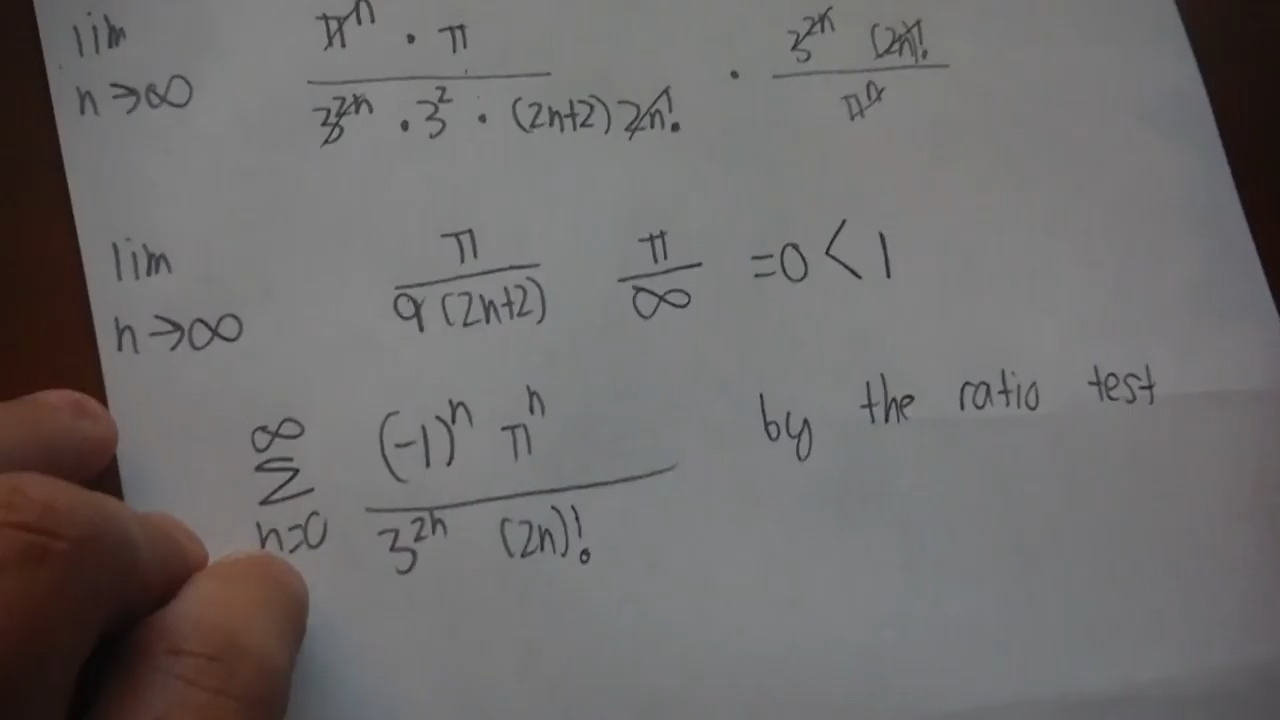 lim n→∞ π^n · π / 3^2n · 3^2 · (2n+2) 2n! · 3^2n (2n)! / π^n
lim n→∞ π / 9 (2n+2) π / ∞ =0 < 1
∞ Σ n=0 (-1)^n π^n / 3^2n (2n)! by the ratio test